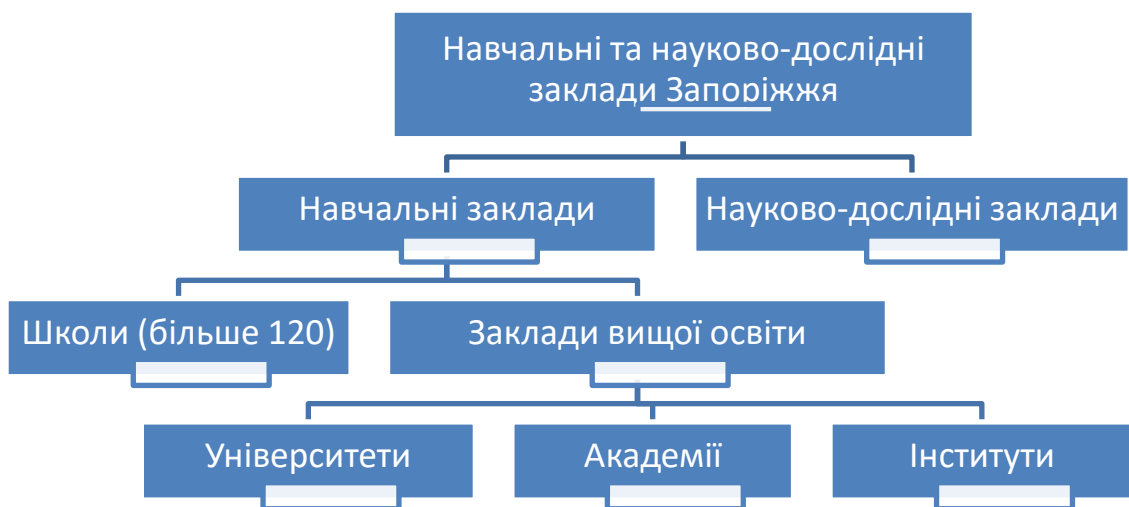 Навчальні та науково-дослідні
заклади Запоріжжя
Навчальні заклади
Науково-дослідні заклади
Школи (більше 120)
Заклади вищої освіти
Університети
Академії
Інститути